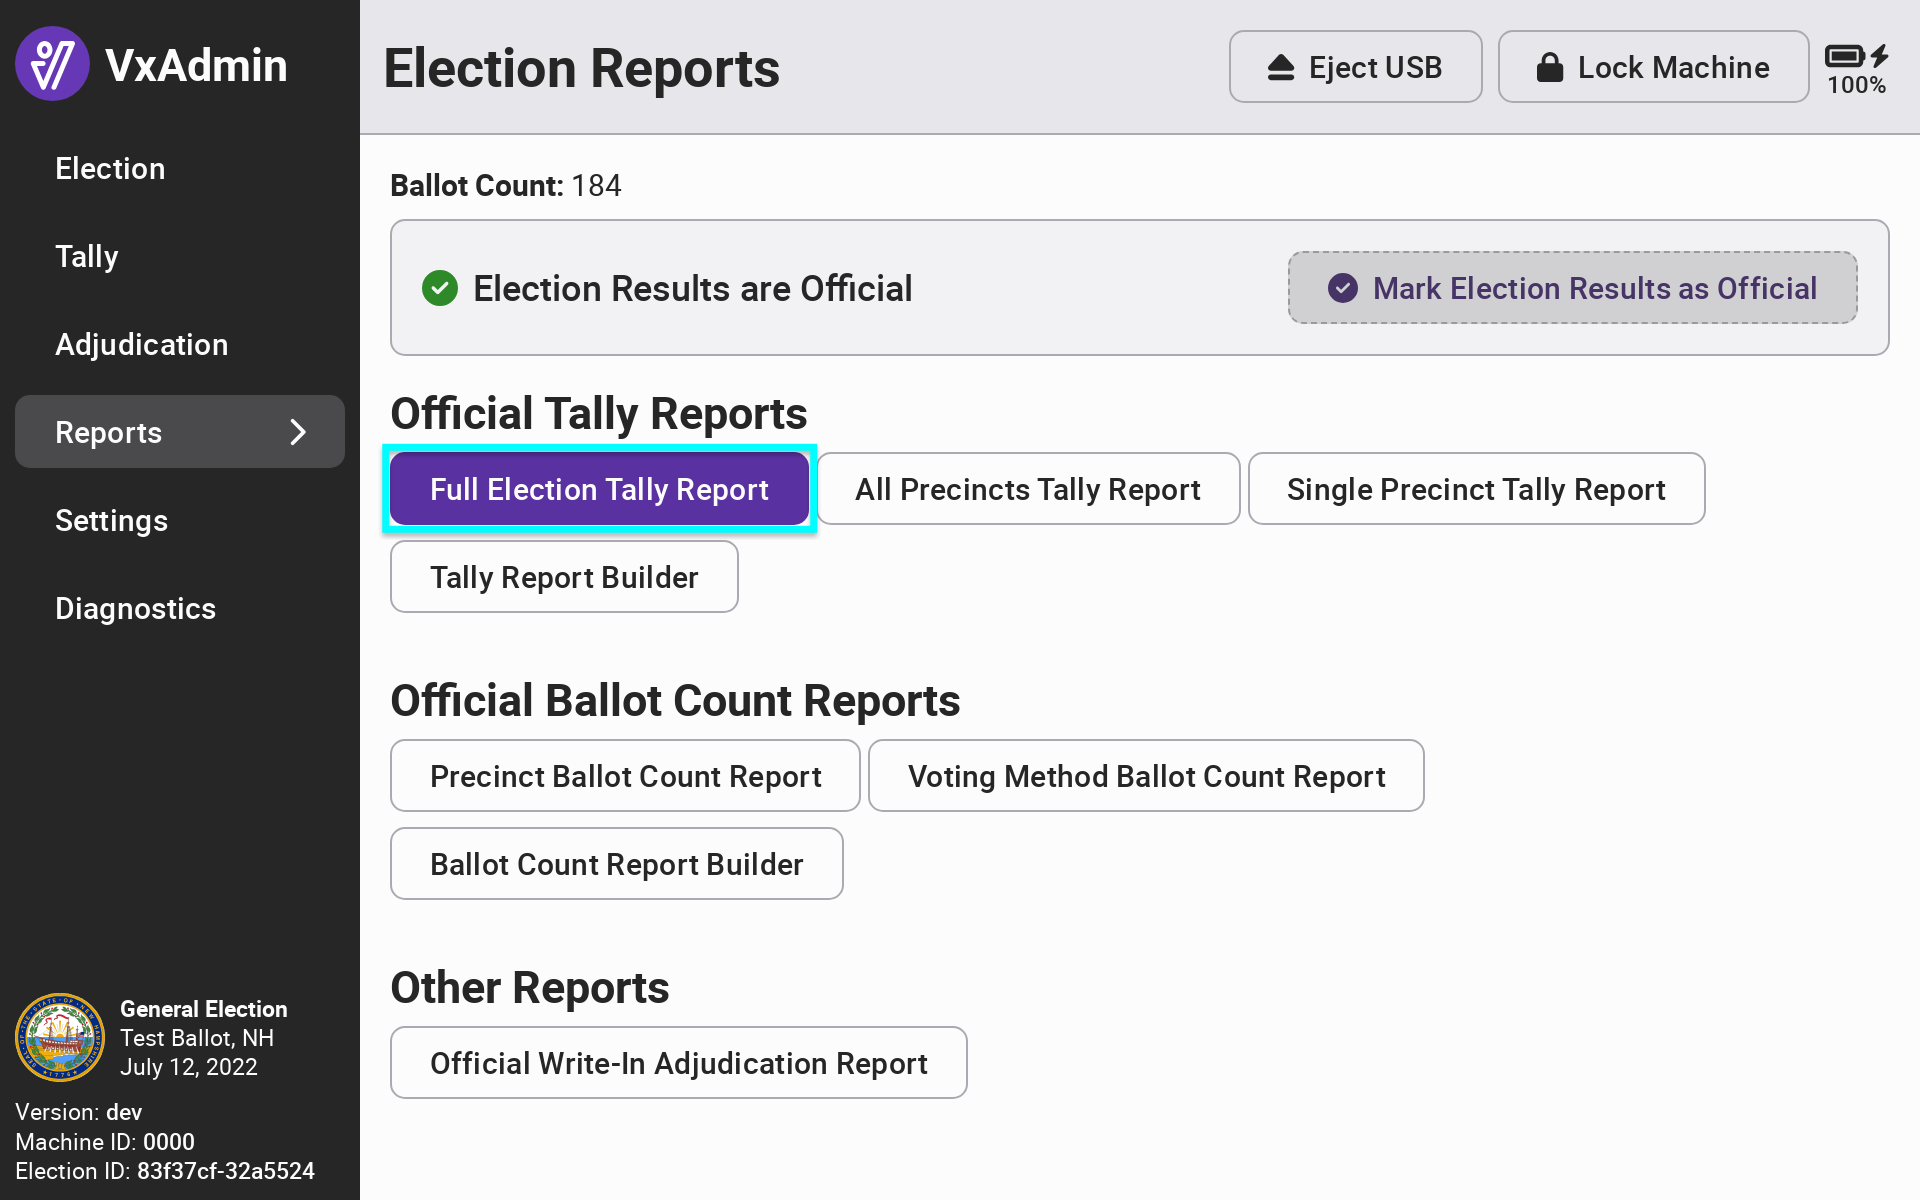 VxAdmin
Election
Tally
Adjudication
Reports
Settings
Diagnostics
General Election
Test Ballot, NH
July 12, 2022
Version: dev
Machine ID: 0000
Election ID: 83f37cf-32a5524
Election Reports
Eject USB
Lock Machine
100%
Ballot Count: 184
Election Results are Official
Mark Election Results as Official
Official Tally Reports
Full Election Tally Report
All Precincts Tally Report
Single Precinct Tally Report
Tally Report Builder
Official Ballot Count Reports
Precinct Ballot Count Report
Voting Method Ballot Count Report
Ballot Count Report Builder
Other Reports
Official Write-In Adjudication Report